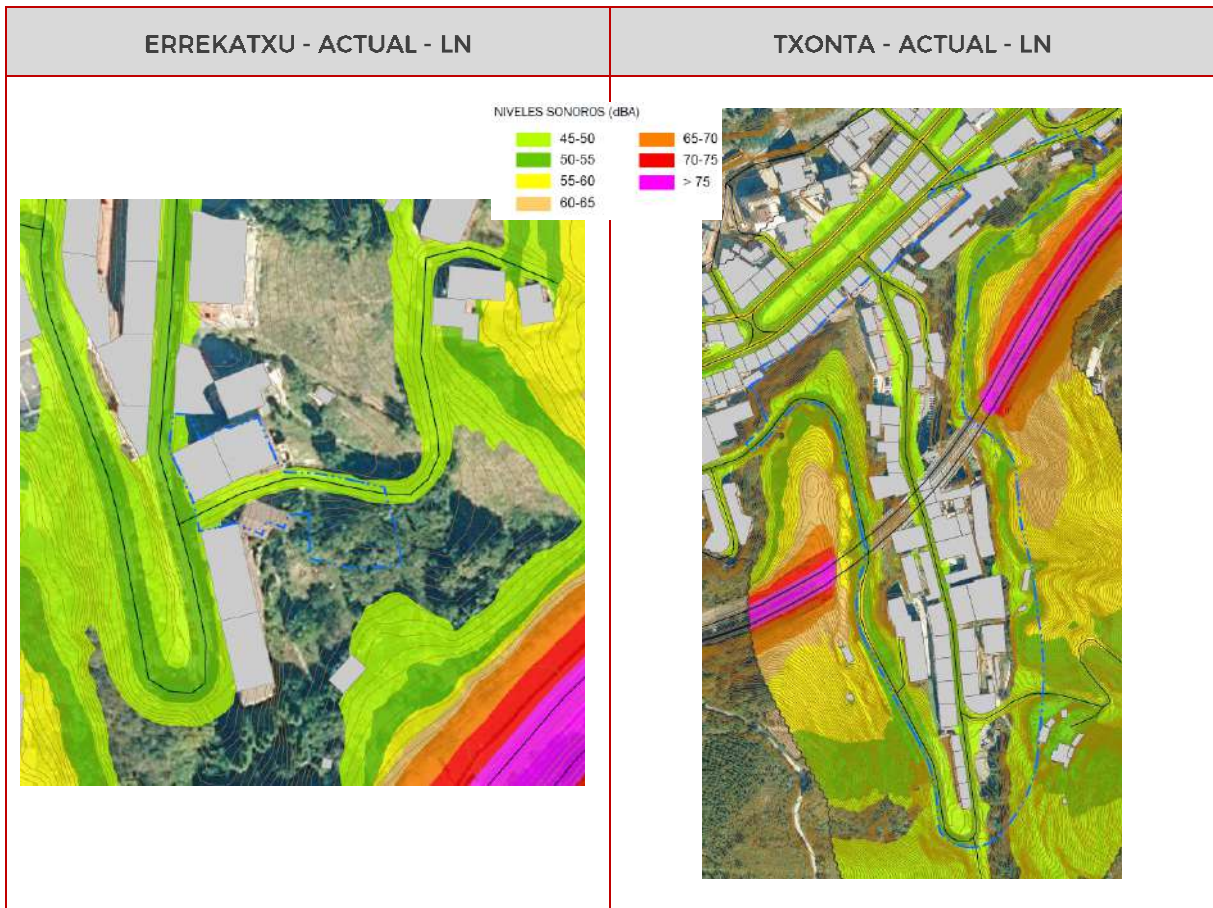 ERREKATXU - ACTUAL - LN
TXONTA - ACTUAL - LN
NIVELES SONOROS (dBA)
45-50
50-55
55-60
60-65
65-70
70-75
> 75